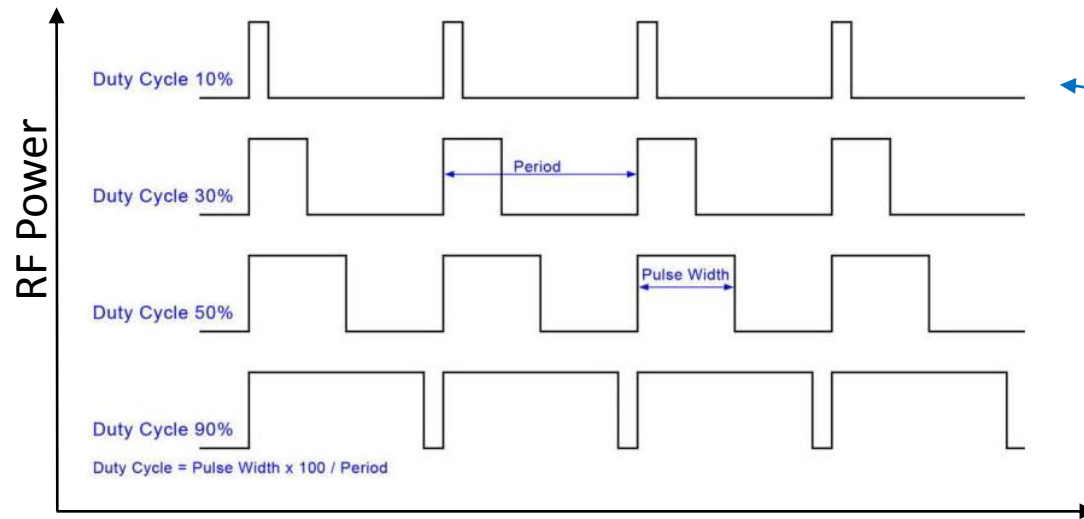 RF Power
Duty Cycle 10%
Duty Cycle 30%
Period
Duty Cycle 50%
Pulse Width
Duty Cycle 90%
Duty Cycle = Pulse Width x 100 / Period